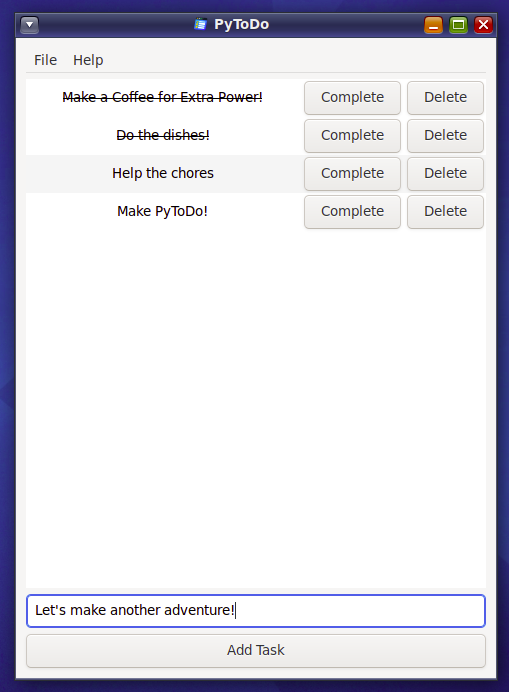 PyToDo
File Help
Make a Coffee for Extra Power! Complete Delete
Do the dishes! Complete Delete
Help the chores Complete Delete
Make PyToDo! Complete Delete
Let's make another adventure!
Add Task